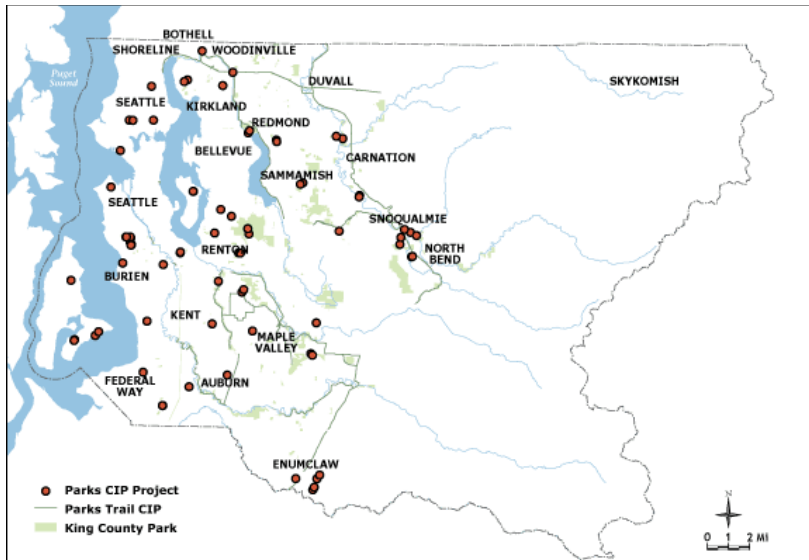 BOTHELL
SHORELINE
WOODINVILLE
Puget
Sound
DUVALL
SKYKOMISH
SEATTLE
KIRKLAND
REDMOND
BELLEVUE
CARNATION
SAMMAMISH
SEATTLE
SNOQUALMIE
RENTON
NORTH
BEND
BURIEN
KENT
MAPLE
VALLEY
FEDERAL
WAY
AUBURN
ENUMCLAW
Parks CIP Project
Parks Trail CIP
King County Park
N
0 1 2 Mi